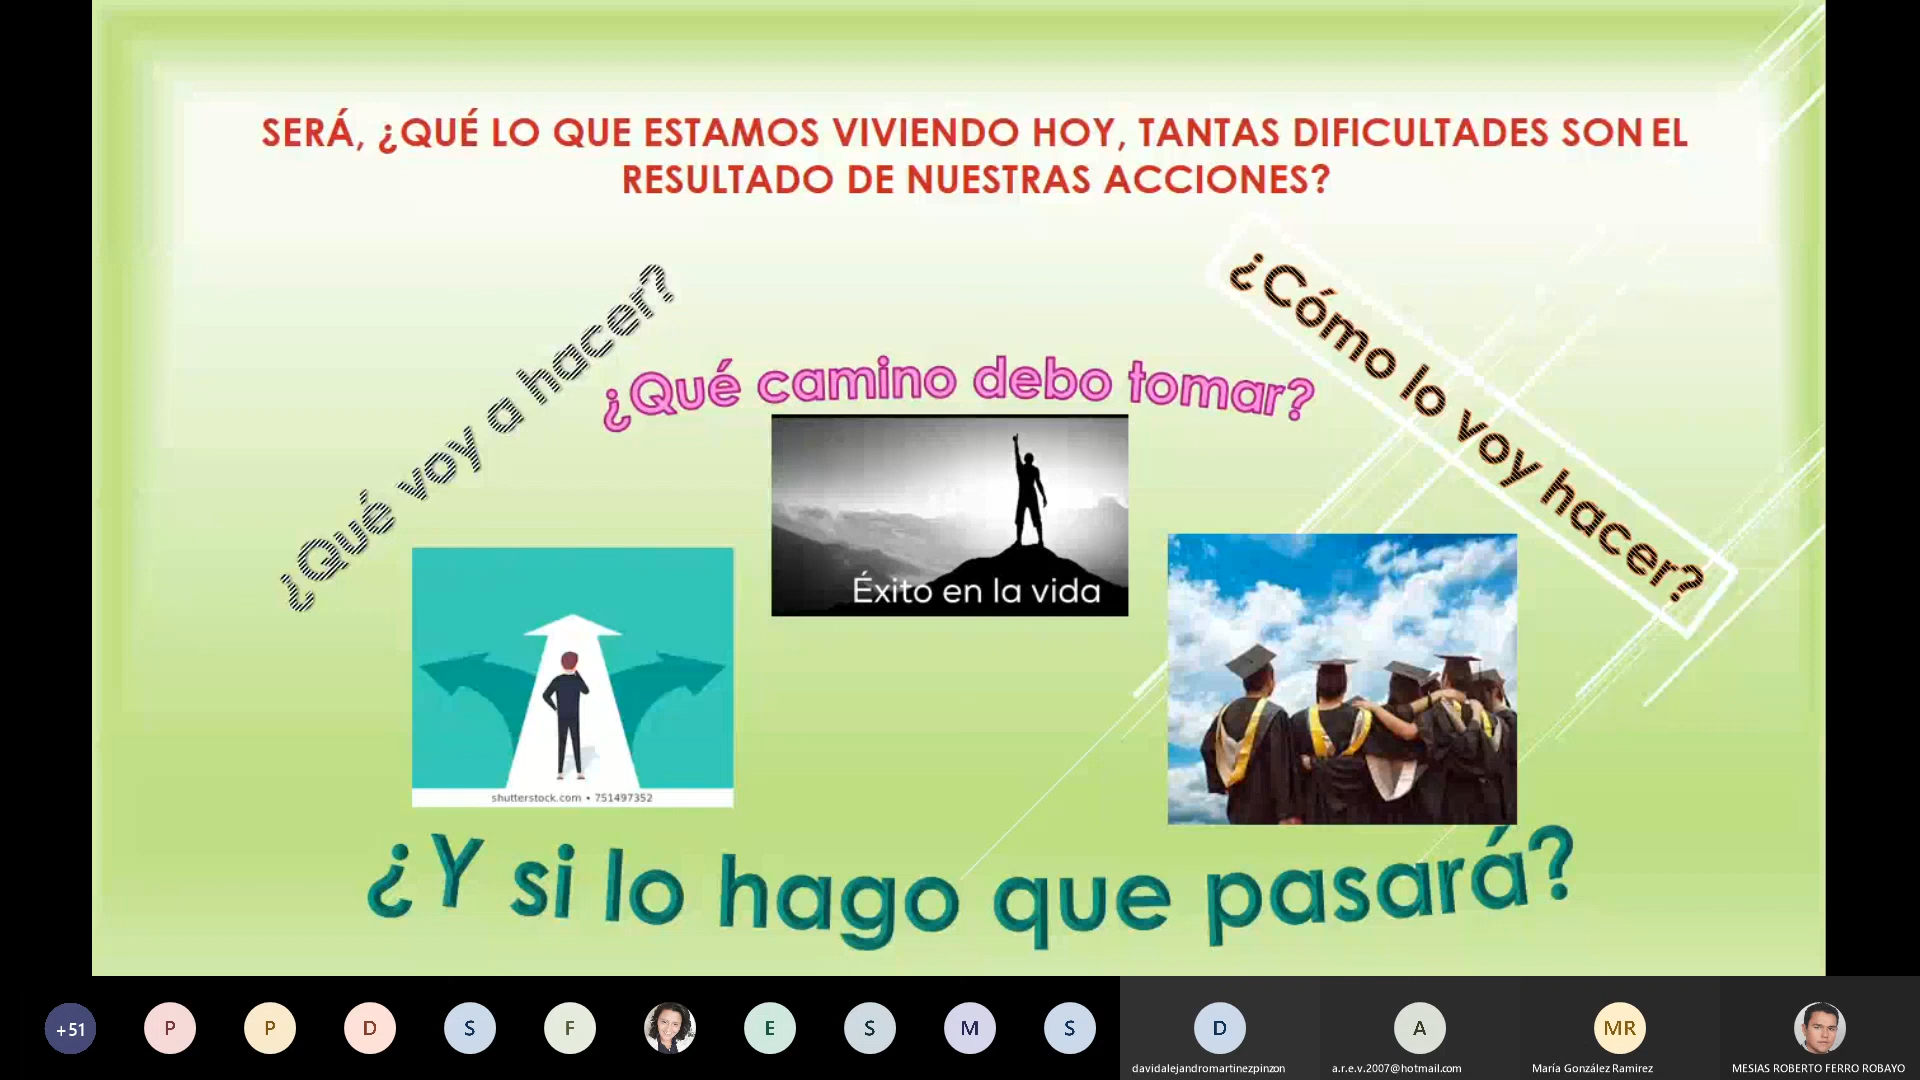 SERÁ, ¿QUÉ LO QUE ESTAMOS VIVIENDO HOY, TANTAS DIFICULTADES SON EL
RESULTADO DE NUESTRAS ACCIONES?
¿Qué voy a hacer?
¿Cómo lo voy hacer?
¿Qué camino debo tomar?
Éxito en la vida
shutterstock.com • 751497352
¿Y si lo hago que pasará?
+51
P
P
D
S
F
E
S
M
S
D
A
MR
davidalejandromartinezpinzon
a.r.e.v.2007@hotmail.com
María González Ramirez
MESIAS ROBERTO FERRO ROBAYO